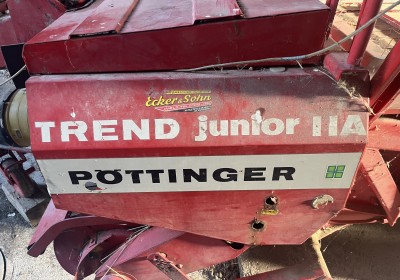 Ecker & Sohn
TREND junior IIA
PÖTTINGER